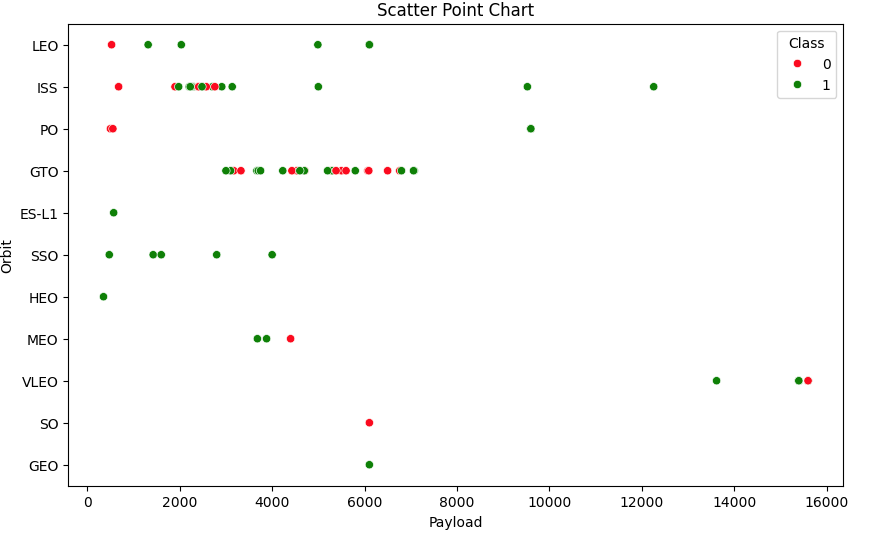 Scatter Point Chart
LEO
ISS
PO
GTO
ES-L1
SSO
HEO
MEO
VLEO
SO
GEO
Orbit
Class
0
1
0
2000
4000
6000
8000
10000
12000
14000
16000
Payload